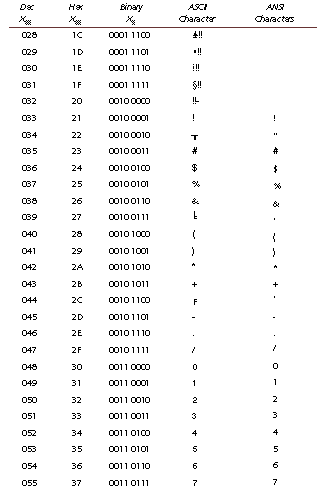 Dec Hex Binary ASCII ANSI
X X X Character Character
028 1C 0001 1100
029 1D 0001 1101
030 1E 0001 1110
031 1F 0001 1111
032 20 0010 0000
033 21 0010 0001 ! !
034 22 0010 0010 "
035 23 0010 0011 # #
036 24 0010 0100 $ $
037 25 0010 0101 % %
038 26 0010 0110 & &
039 27 0010 0111
040 28 0010 1000 ( (
041 29 0010 1001 ) )
042 2A 0010 1010 * *
043 2B 0010 1011 + +
044 2C 0010 1100 '
045 2D 0010 1101 - -
046 2E 0010 1110 . .
047 2F 0010 1111 / /
048 30 0011 0000 0 0
049 31 0011 0001 1 1
050 32 0011 0010 2 2
051 33 0011 0011 3 3
052 34 0011 0100 4 4
053 35 0011 0101 5 5
054 36 0011 0110 6 6
055 37 0011 0111 7 7